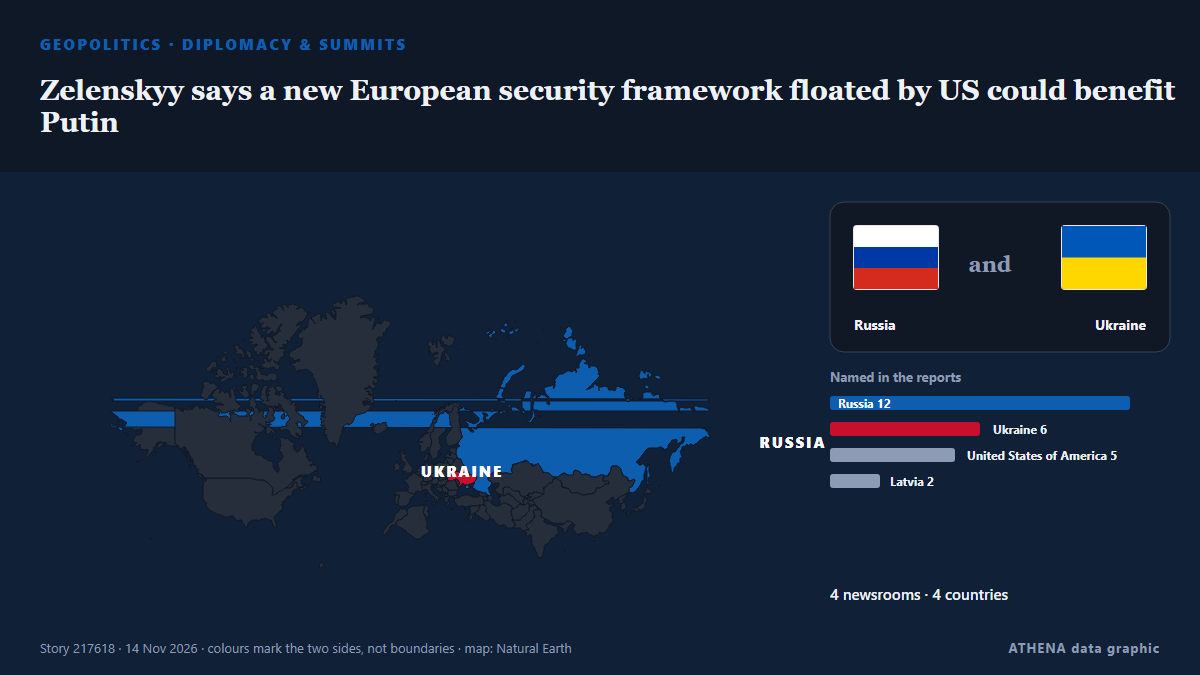 GEOPOLITICS · DIPLOMACY & SUMMITS
Zelenskyy says a new European security framework floated by US could benefit
Putin
and
Russia
Ukraine
Named in the reports
Russia 12
Ukraine 6
United States of America 5
Latvia 2
RUSSIA
UKRAINE
4 newsrooms · 4 countries
Story 217618 · 14 Nov 2026 · colours mark the two sides, not boundaries · map: Natural Earth
ATHENA data graphic